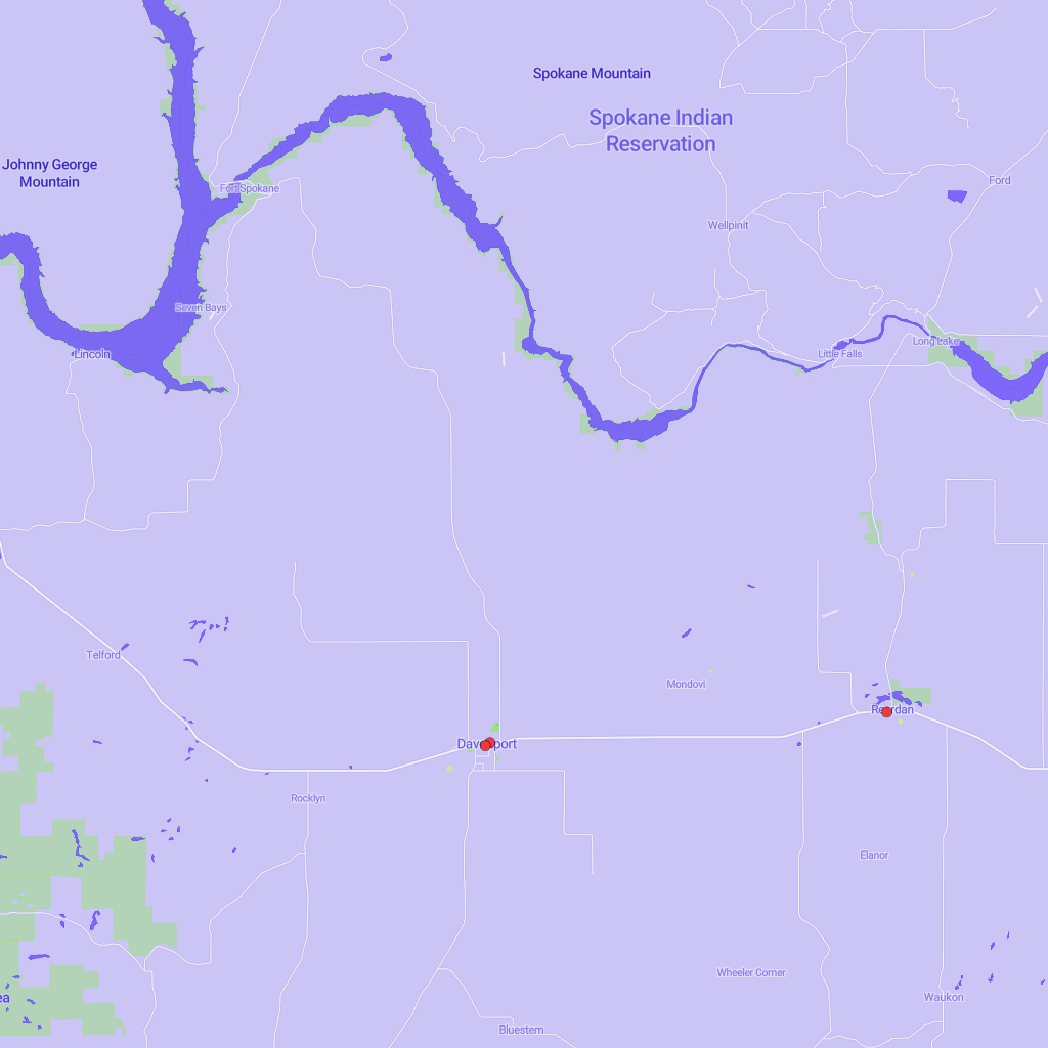 Spokane Mountain
Spokane Indian
Reservation
Johnny George
Mountain
Ford
Fort Spokane
Wellpinit
Seven Bays
Long Lake
Little Falls
Lincoln
Telford
Mondovi
Davenport
Rocklyn
Elanor
Wheeler Corner
Waukon
ea
Bluestem